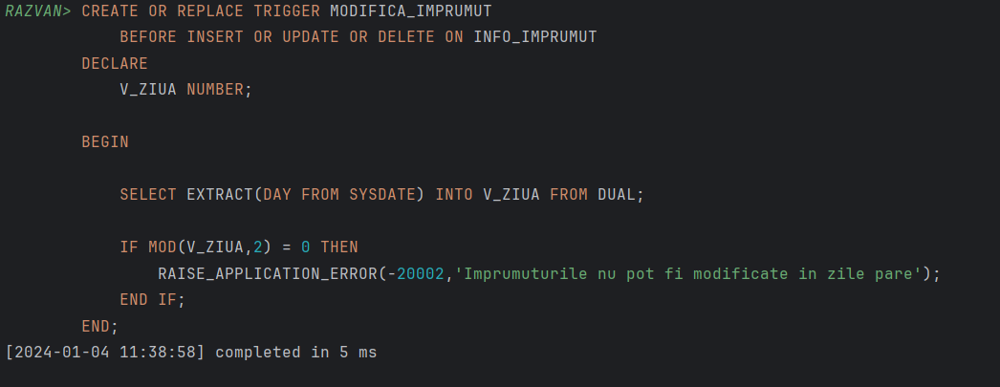 RAZVAN> CREATE OR REPLACE TRIGGER MODIFICA_IMPRUMUT
BEFORE INSERT OR UPDATE OR DELETE ON INFO_IMPRUMUT
DECLARE
V_ZIUA NUMBER;
BEGIN
SELECT EXTRACT(DAY FROM SYSDATE) INTO V_ZIUA FROM DUAL;
IF MOD(V_ZIUA,2) = 0 THEN
RAISE_APPLICATION_ERROR(-20002,'Imprumuturile nu pot fi modificate in zile pare');
END IF;
END;
[2024-01-04 11:38:58] completed in 5 ms